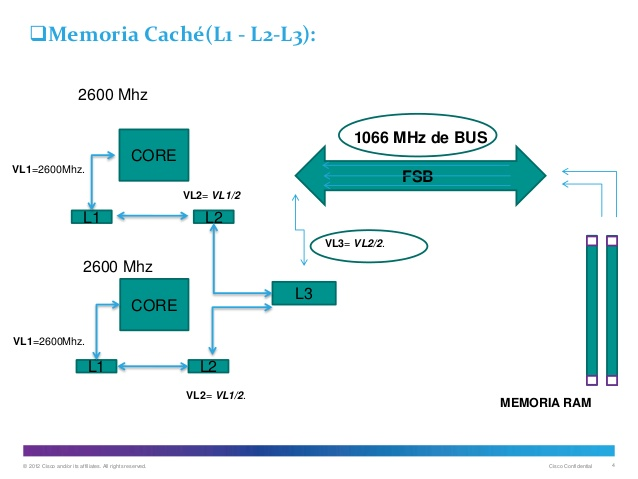 ❑Memoria Caché(L1 - L2-L3):
2600 Mhz
1066 MHz de BUS
CORE
VL1=2600Mhz.
FSB
VL2= VL1/2
L1
L2
VL3= VL2/2.
2600 Mhz
L3
CORE
VL1=2600Mhz.
L1
L2
VL2= VL1/2.
MEMORIA RAM
© 2012 Cisco and/or its affiliates. All rights reserved.
Cisco Confidential
4